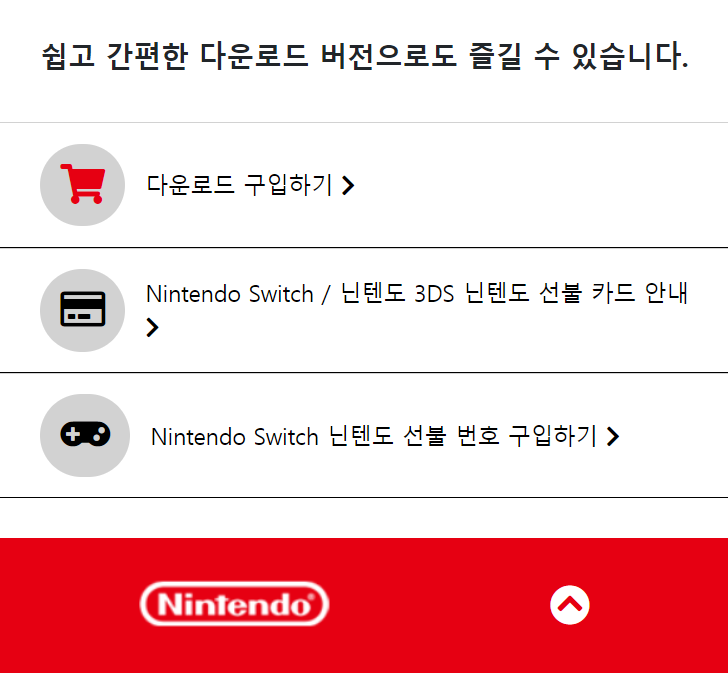 쉽고 간편한 다운로드 버전으로도 즐길 수 있습니다.
다운로드 구입하기
Nintendo Switch / 닌텐도 3DS 닌텐도 선불 카드 안내
Nintendo Switch 닌텐도 선불 번호 구입하기
Nintendo®